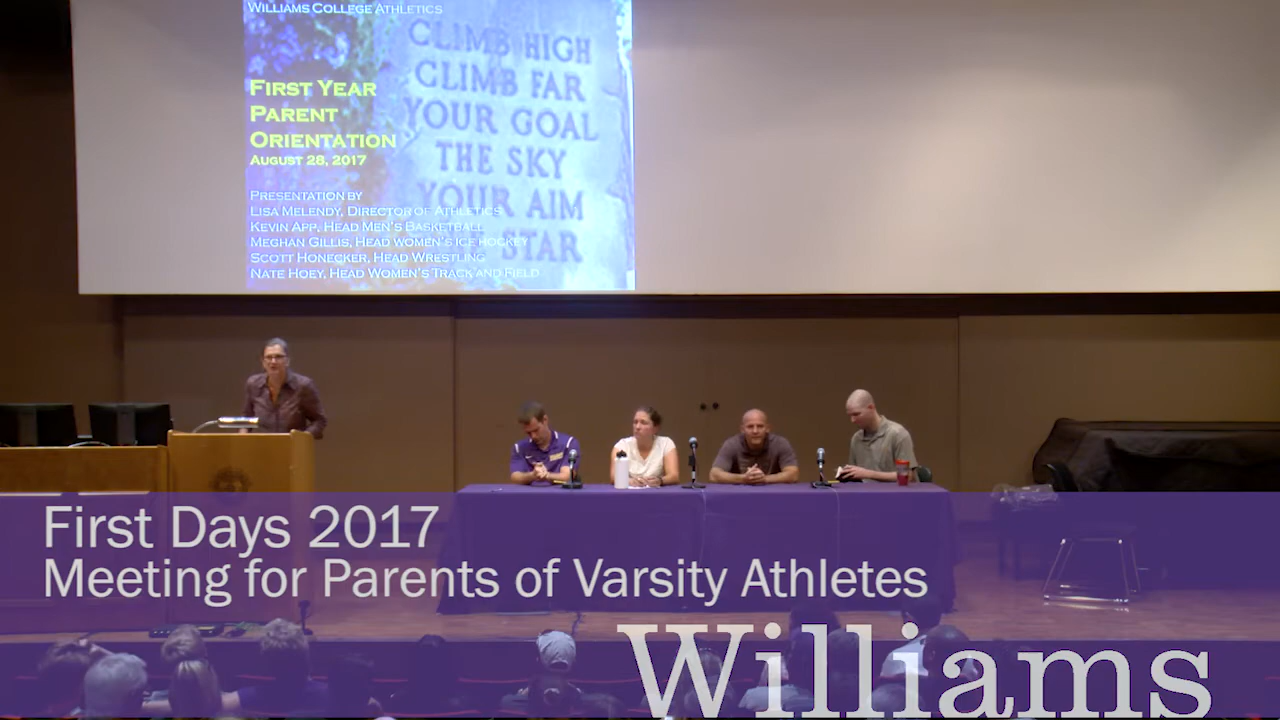 WILLIAMS COLLEGE ATHLETICS
CLIMB HIGH
CLIMB FAR
YOUR GOAL
THE SKY
YOUR AIM
STAR
FIRST YEAR
PARENT
ORIENTATION
AUGUST 28, 2017
PRESENTATION BY
LISA MELENDY, DIRECTOR OF ATHLETICS
KEVIN APP, HEAD MEN'S BASKETBALL
MEGHAN GILLIS, HEAD WOMEN'S ICE HOCKEY
SCOTT HONECKER, HEAD WRESTLING
NATE HOEY, HEAD WOMEN'S TRACK AND FIELD
First Days 2017
Meeting for Parents of Varsity Athletes
Williams